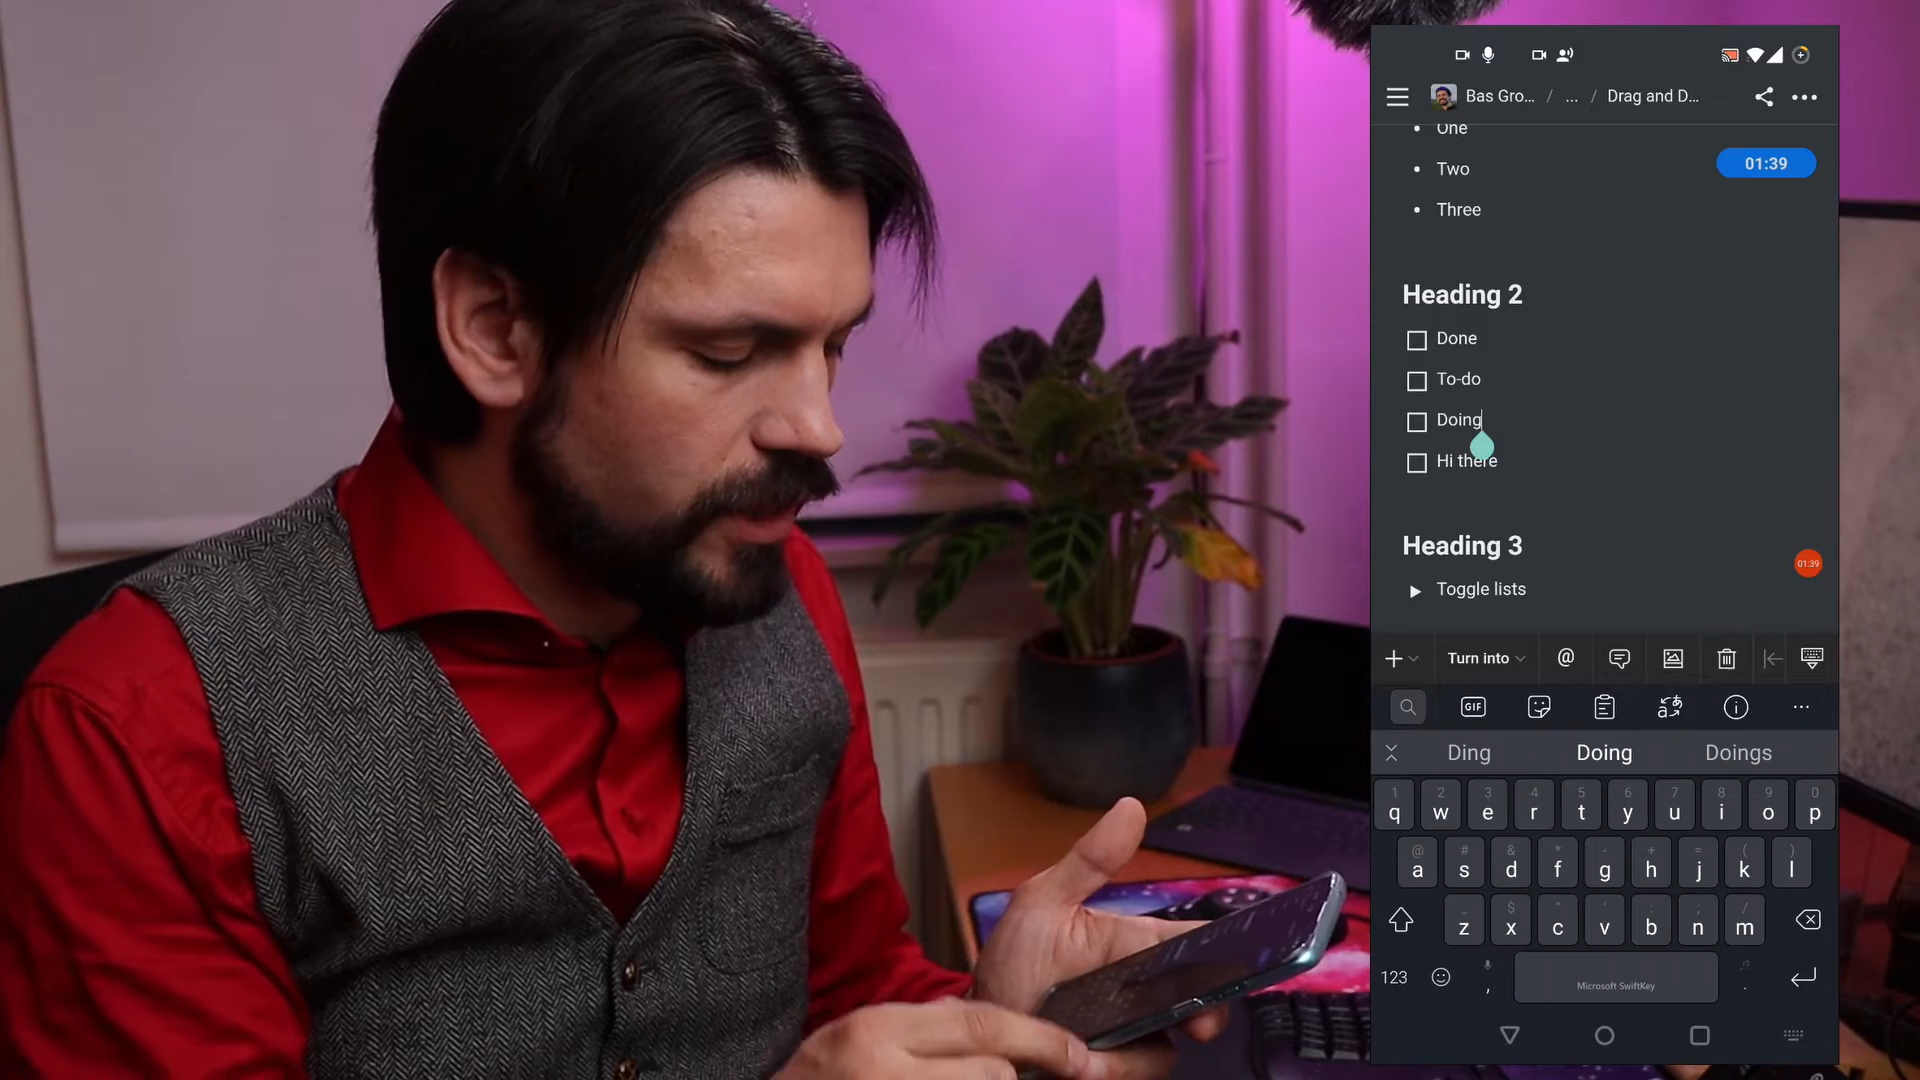 Bas Gro... / ... / Drag and D...
One
01:39
Two
Three
Heading 2
Done
To-do
Doing
Hi there
Heading 3
01:39
Toggle lists
Turn into @
GIF
Ding Doing Doings
1 2 3 4 5 6 7 8 9 0
q w e r t y u i o p
@ # & * - + = ( )
a s d f g h j k l
_ $ " ' : ; /
z x c v b n m
123 , Microsoft SwiftKey !? .